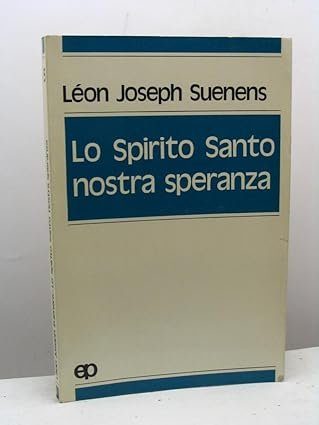 Léon Joseph Suenens
Lo Spirito Santo
nostra speranza
ep